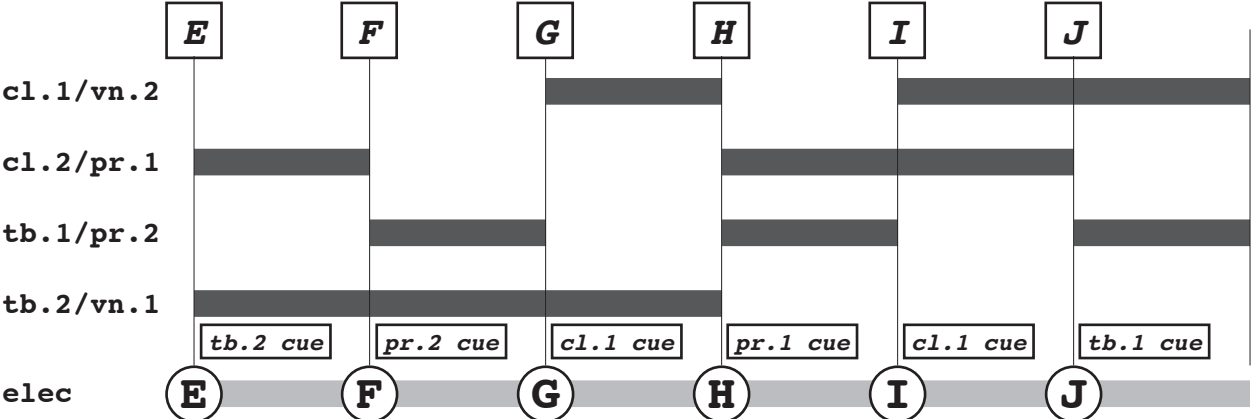 E F G H I J
cl.1/vn.2
cl.2/pr.1
tb.1/pr.2
tb.2/vn.1
tb.2 cue pr.2 cue cl.1 cue pr.1 cue cl.1 cue tb.1 cue
elec E F G H I J